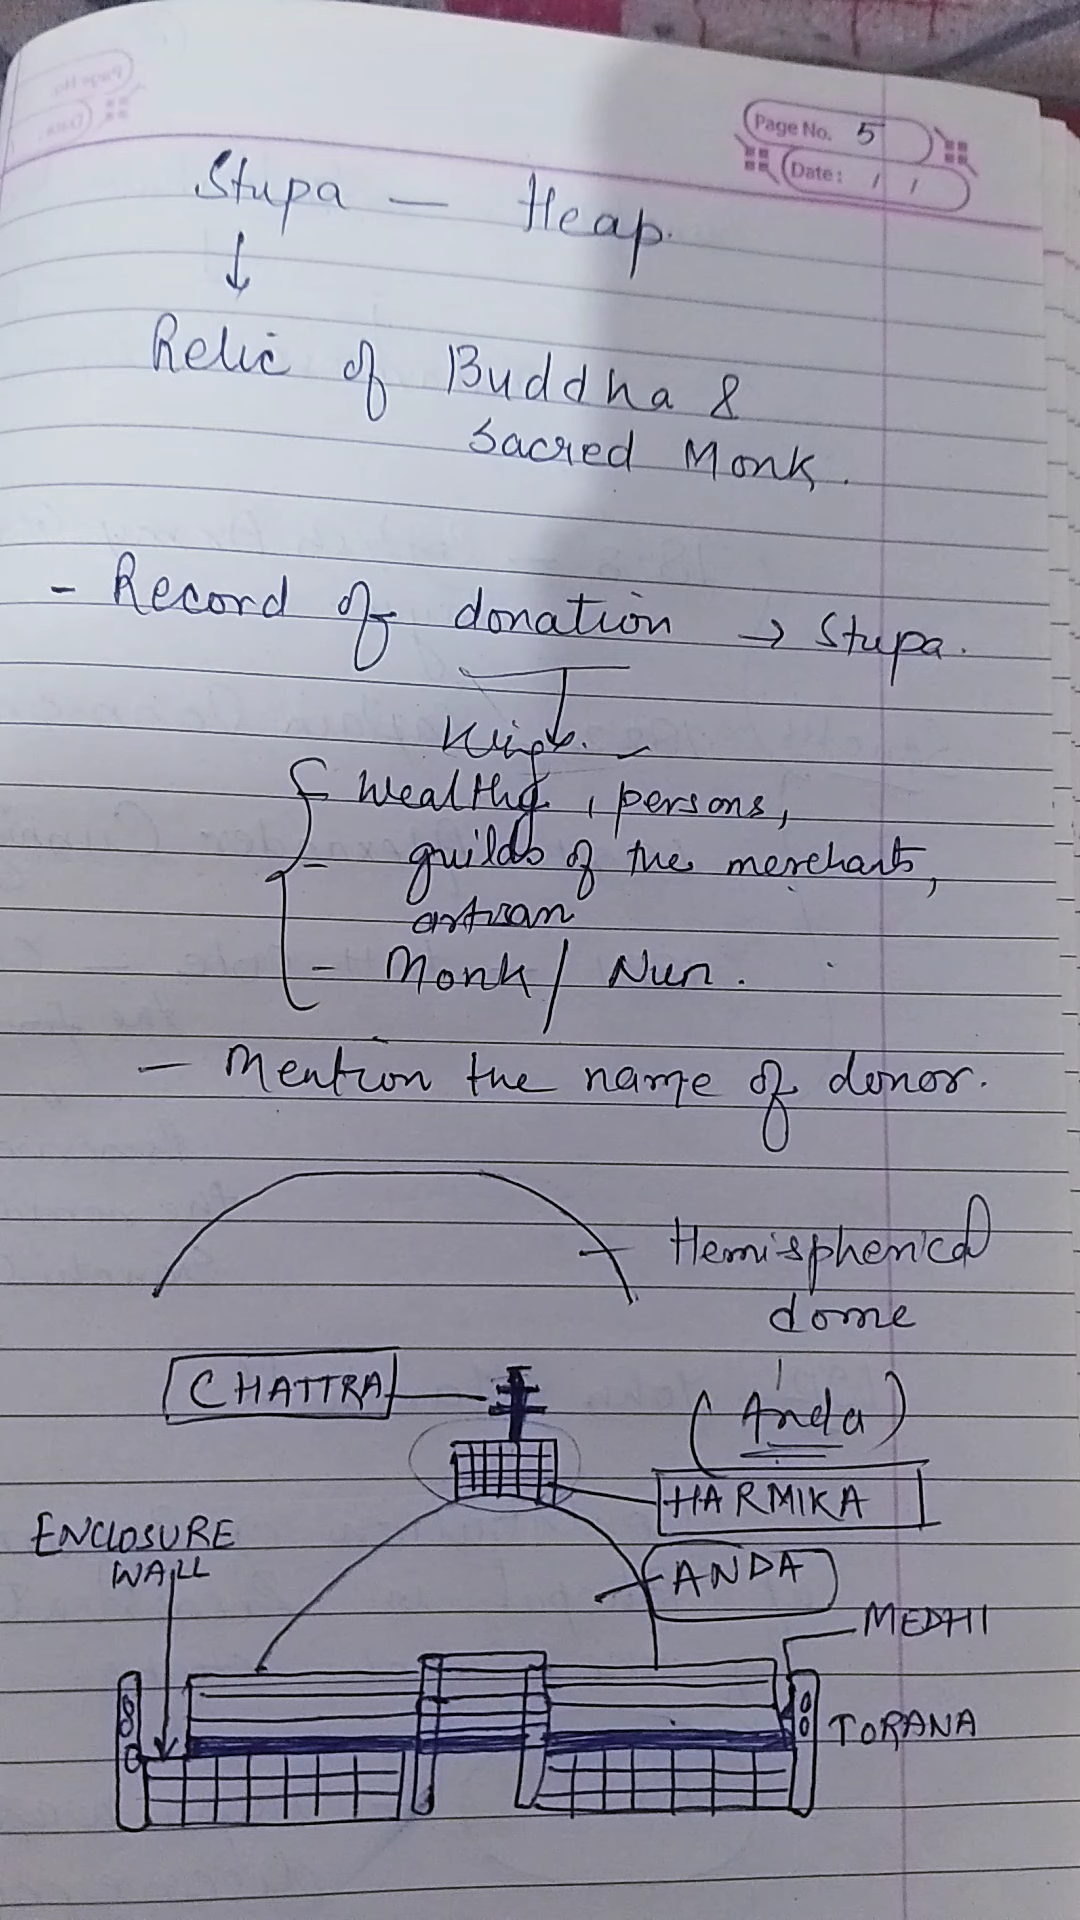 Page No. 5
Date: / /
Stupa — Heap.
↓
Relic of Buddha &
Sacred Monk.
- Record of donation → Stupa.
Wealthy, persons,
- guilds of the merchants,
artisan
- Monk / Nun.
- Mention the name of donor.
Hemispherical
dome
(Anda)
CHATTRA
HARMIKA
ENCLOSURE
WALL
ANDA
MEDHI
TORANA